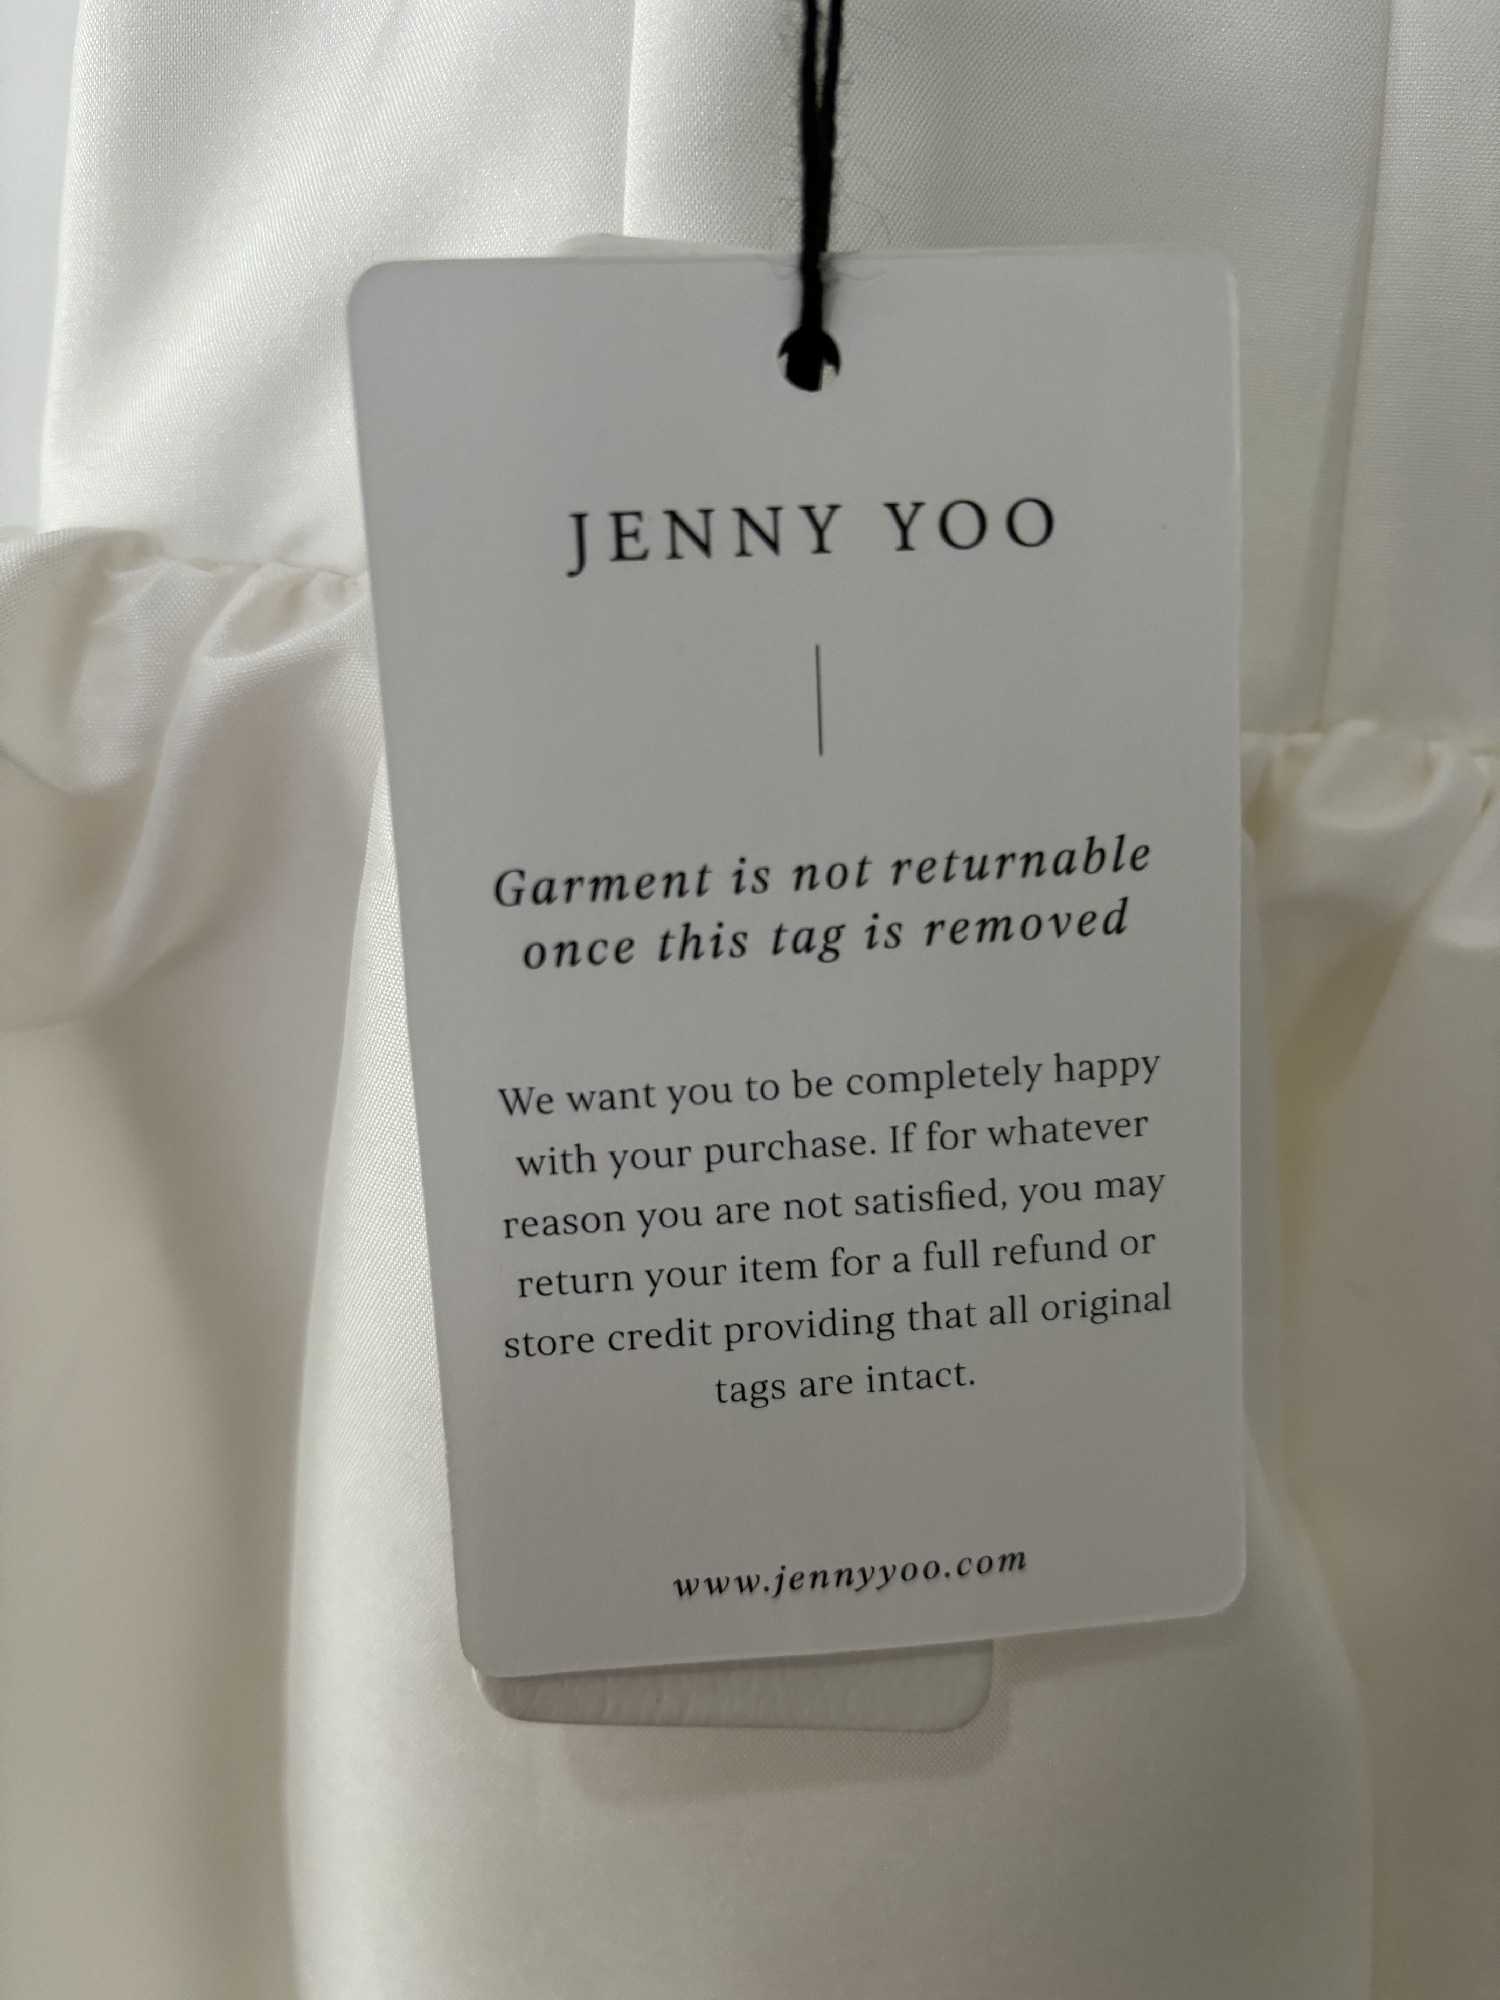 JENNY YOO
Garment is not returnable
once this tag is removed
We want you to be completely happy
with your purchase. If for whatever
reason you are not satisfied, you may
return your item for a full refund or
store credit providing that all original
tags are intact.
www.jennyyoo.com